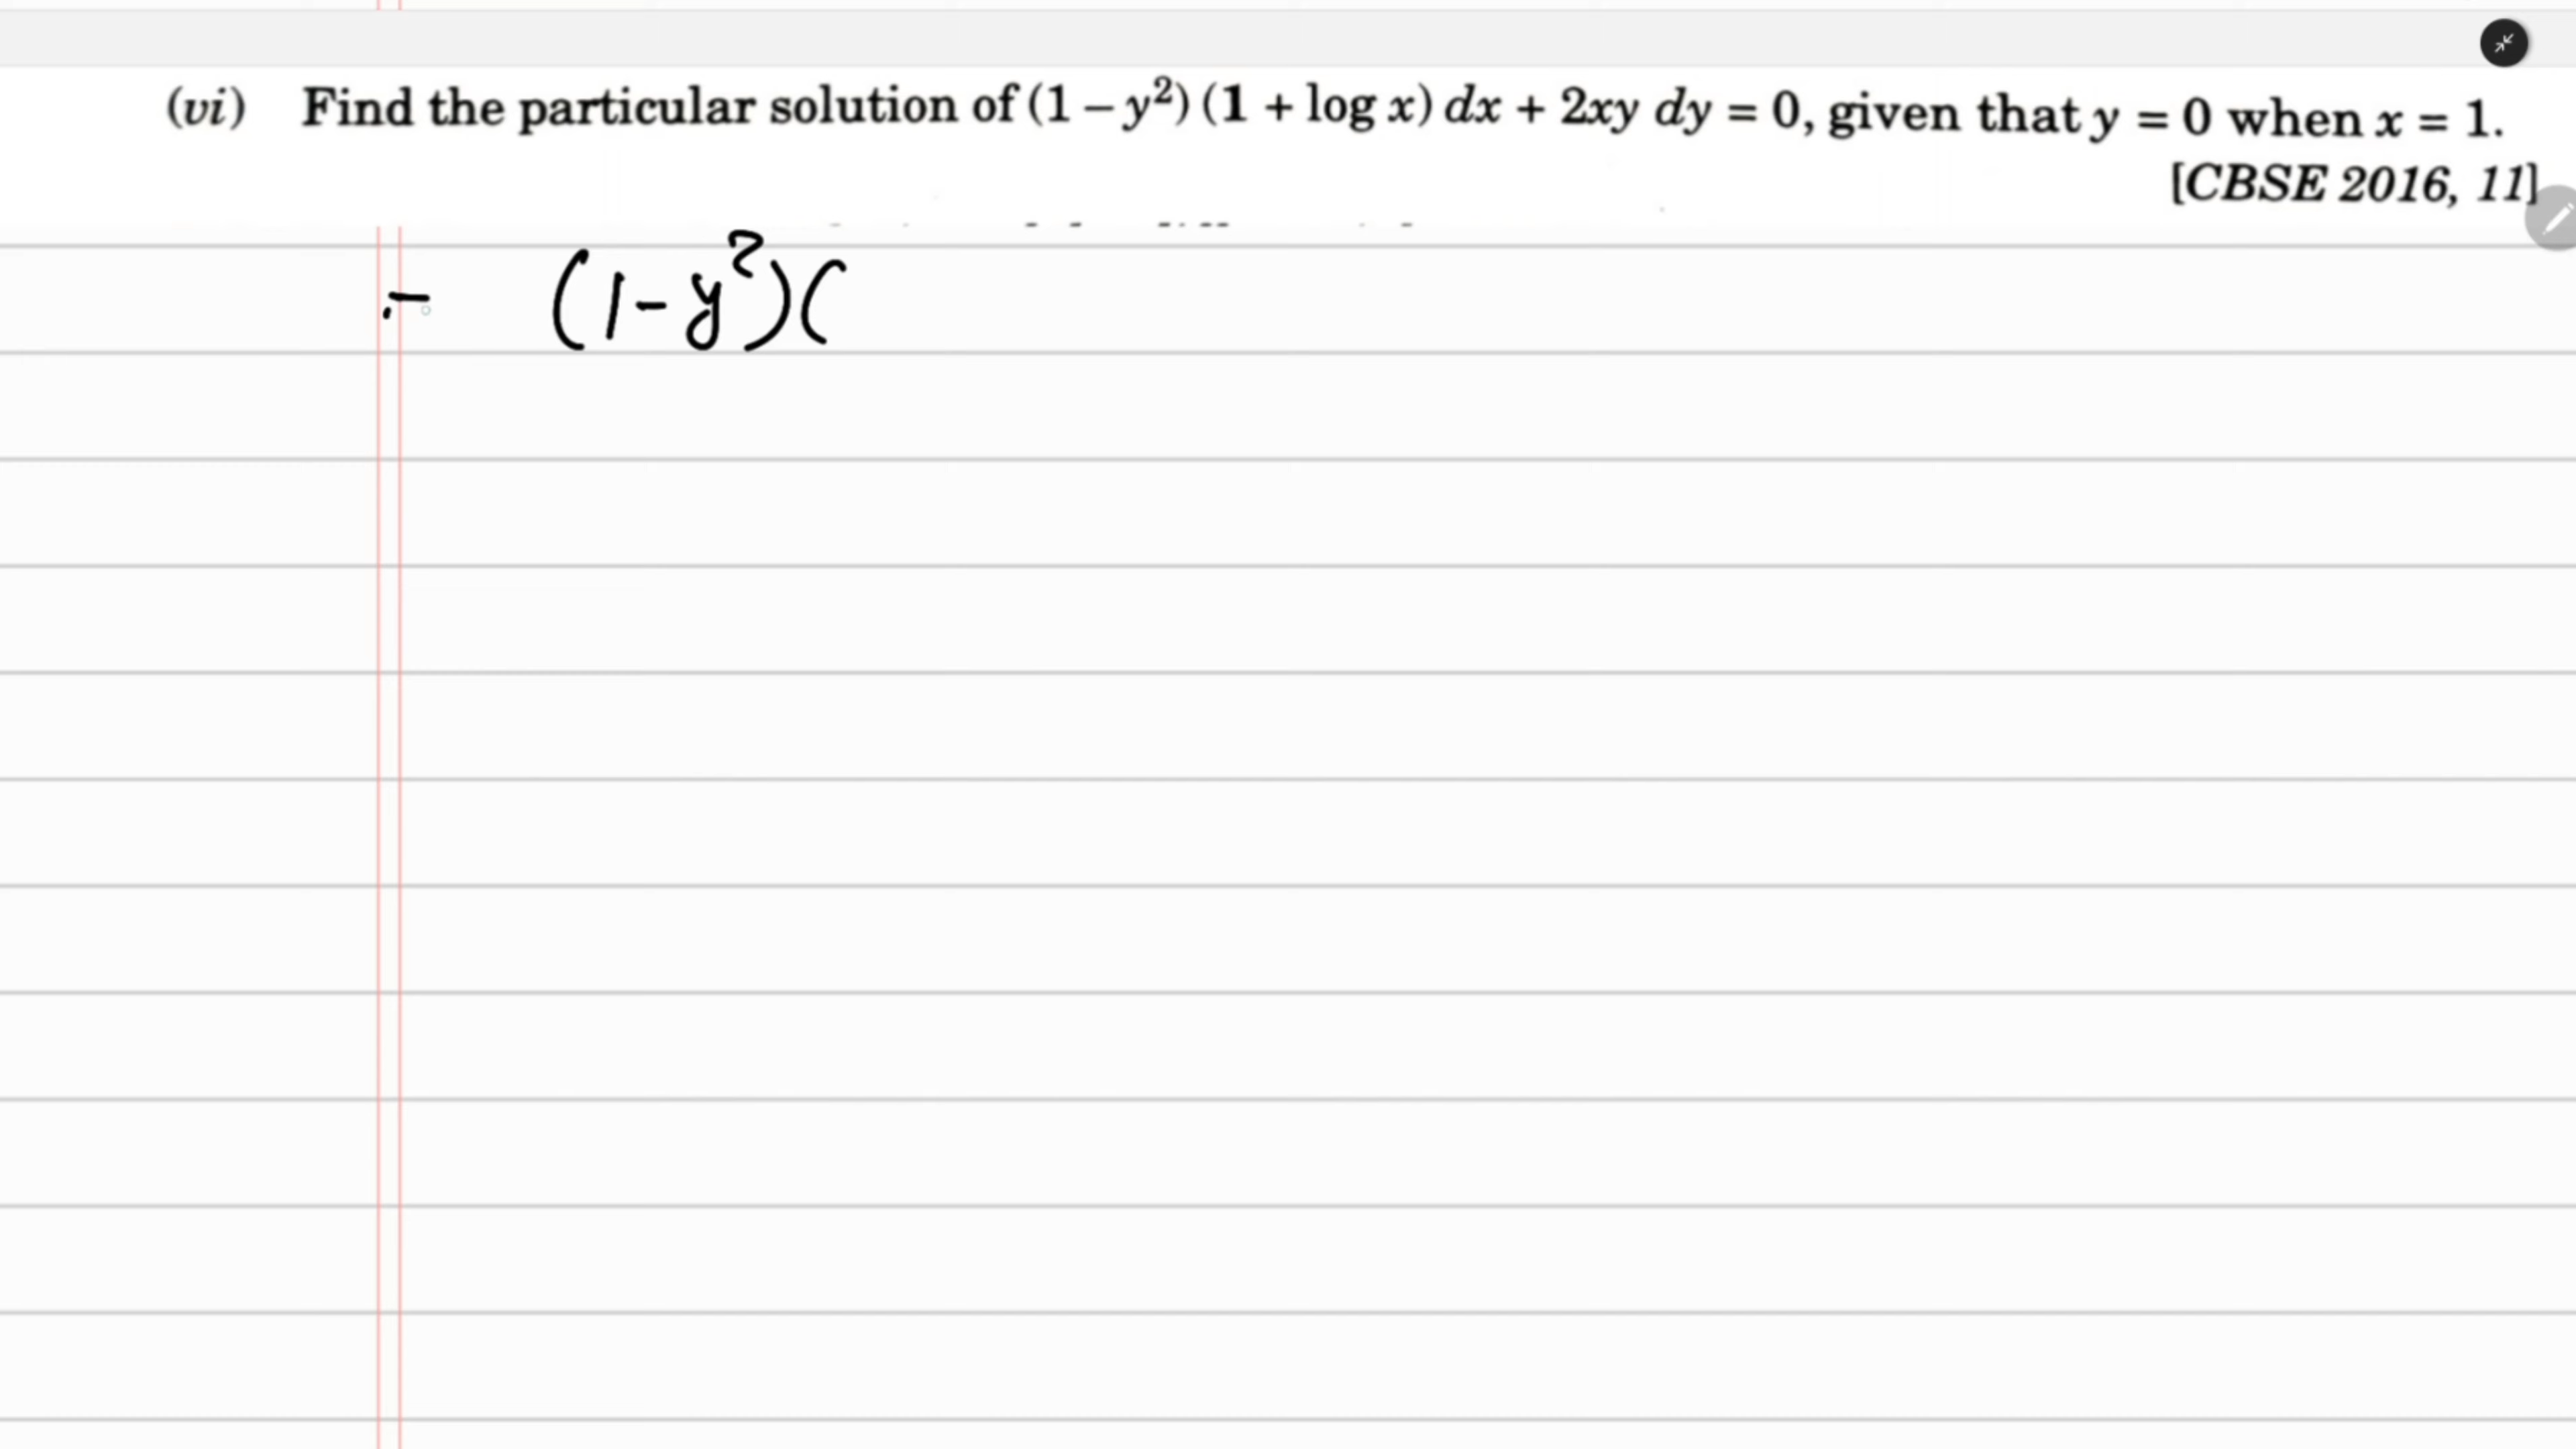 (vi) Find the particular solution of (1 – y²) (1 + log x) dx + 2xy dy = 0, given that y = 0 when x = 1.
[CBSE 2016, 11]
:- (1-y²)(